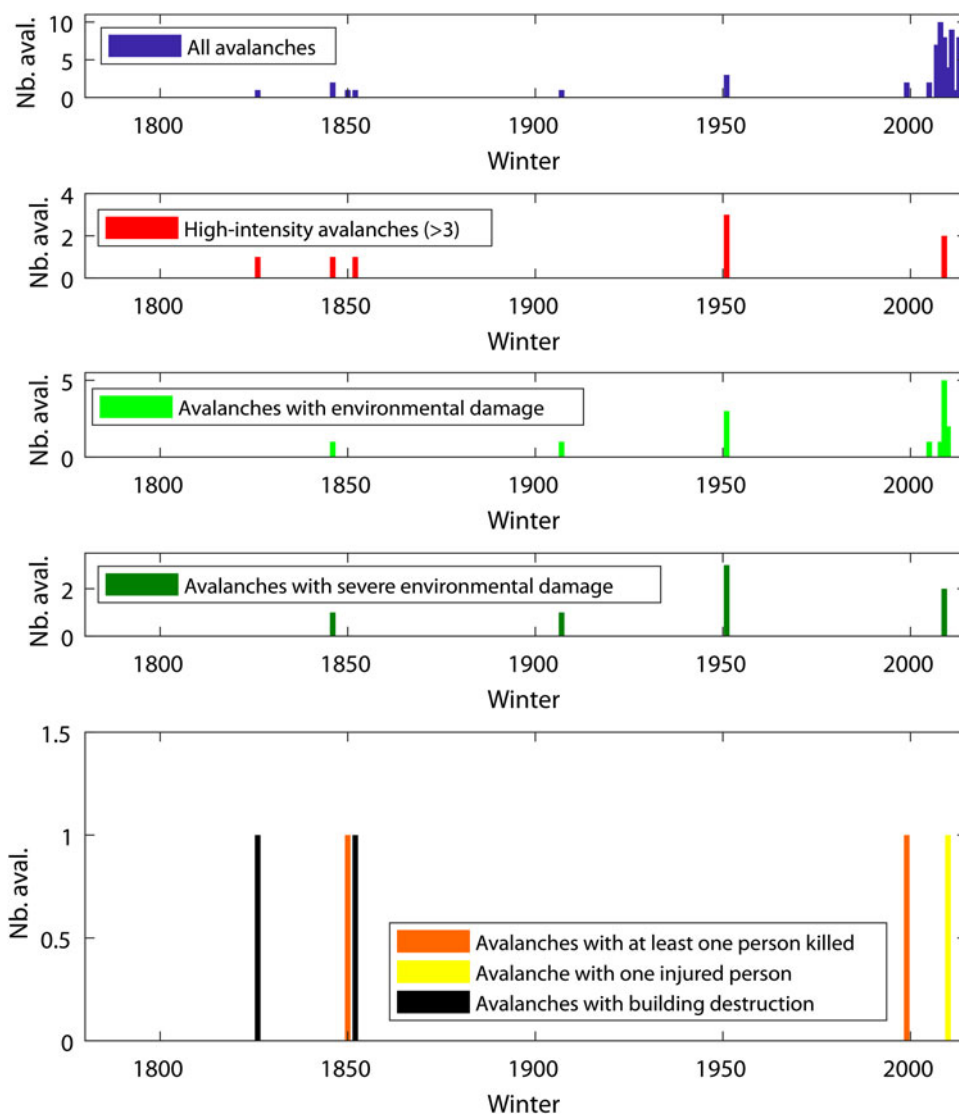 10
5
0
Nb. aval.
All avalanches
1800 1850 1900 1950 2000
Winter
4
2
0
Nb. aval.
High-intensity avalanches (>3)
1800 1850 1900 1950 2000
Winter
5
0
Nb. aval.
Avalanches with environmental damage
1800 1850 1900 1950 2000
Winter
2
0
Nb. aval.
Avalanches with severe environmental damage
1800 1850 1900 1950 2000
Winter
1.5
1
0.5
0
Nb. aval.
Avalanches with at least one person killed
Avalanche with one injured person
Avalanches with building destruction
1800 1850 1900 1950 2000
Winter